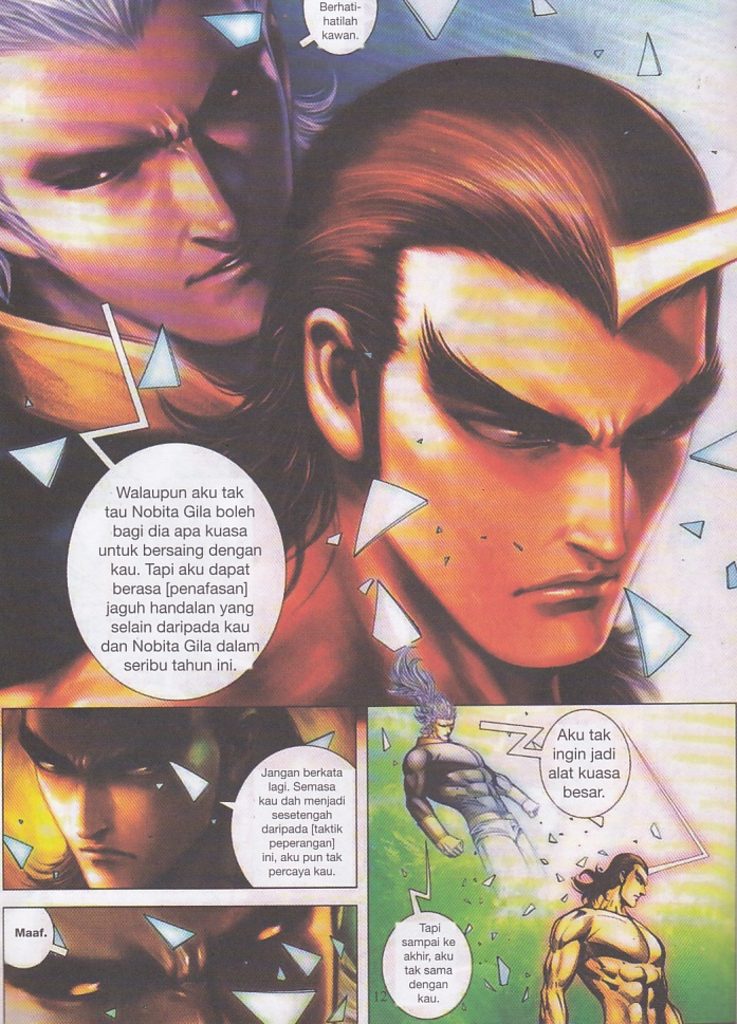 Berhati-
hatilah
kawan.
Walaupun aku tak
tau Nobita Gila boleh
bagi dia apa kuasa
untuk bersaing dengan
kau. Tapi aku dapat
berasa [penafasan]
jaguh handalan yang
selain daripada kau
dan Nobita Gila dalam
seribu tahun ini.
Jangan berkata
lagi. Semasa
kau dah menjadi
sesetengah
daripada [taktik
peperangan]
ini, aku pun tak
percaya kau.
Maaf.
Aku tak
ingin jadi
alat kuasa
besar.
Tapi
sampai ke
akhir, aku
tak sama
dengan
kau.
12